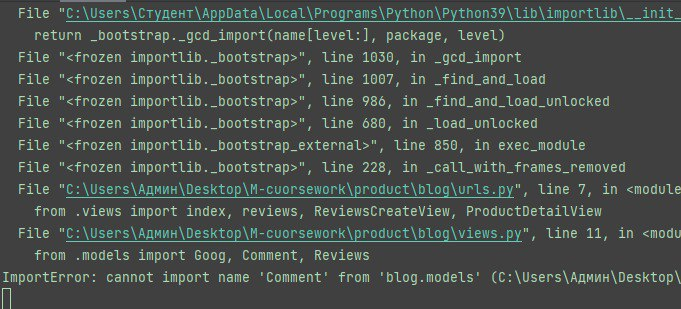 File "C:\Users\Студент\AppData\Local\Programs\Python\Python39\lib\importlib\__init_
return _bootstrap._gcd_import(name[level:], package, level)
File "<frozen importlib._bootstrap>", line 1030, in _gcd_import
File "<frozen importlib._bootstrap>", line 1007, in _find_and_load
File "<frozen importlib._bootstrap>", line 986, in _find_and_load_unlocked
File "<frozen importlib._bootstrap>", line 680, in _load_unlocked
File "<frozen importlib._bootstrap_external>", line 850, in exec_module
File "<frozen importlib._bootstrap>", line 228, in _call_with_frames_removed
File "C:\Users\Админ\Desktop\M-cuorsework\product\blog\urls.py", line 7, in <module
from .views import index, reviews, ReviewsCreateView, ProductDetailView
File "C:\Users\Админ\Desktop\M-cuorsework\product\blog\views.py", line 11, in <modu
from .models import Goog, Comment, Reviews
ImportError: cannot import name 'Comment' from 'blog.models' (C:\Users\Админ\Desktop\